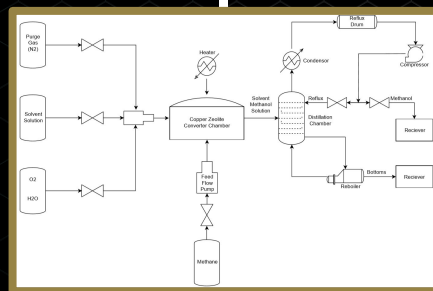 Purge
Gas
(N2)
Solvent
Solution
O2
H2O
Heater
Copper Zeolite
Converter Chamber
Feed
Flow
Pump
Methane
Solvent
Methanol
Solution
Condensor
Reflux
Drum
Compressor
Reflux
Methanol
Distillation
Chamber
Reciever
Reboiler
Bottoms
Reciever